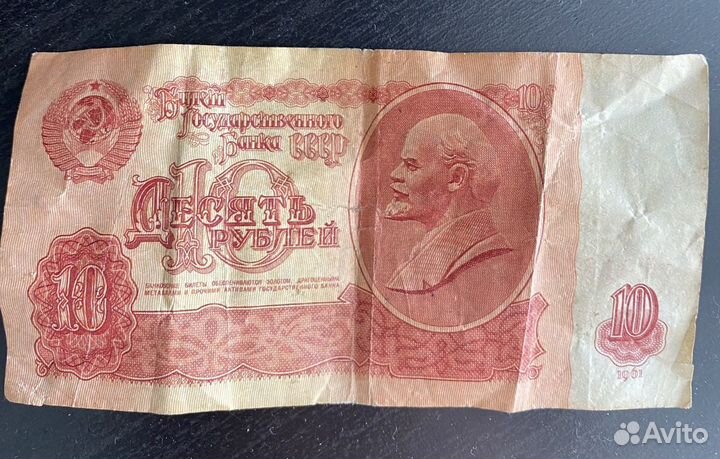 Билет
Государственного
Банка СССР
10
10
Десять
рублей
БАНКОВСКИЕ БИЛЕТЫ ОБЕСПЕЧИВАЮТСЯ ЗОЛОТОМ, ДРАГОЦЕННЫМИ
МЕТАЛЛАМИ И ПРОЧИМИ АКТИВАМИ ГОСУДАРСТВЕННОГО БАНКА
10
10
1961
Avito